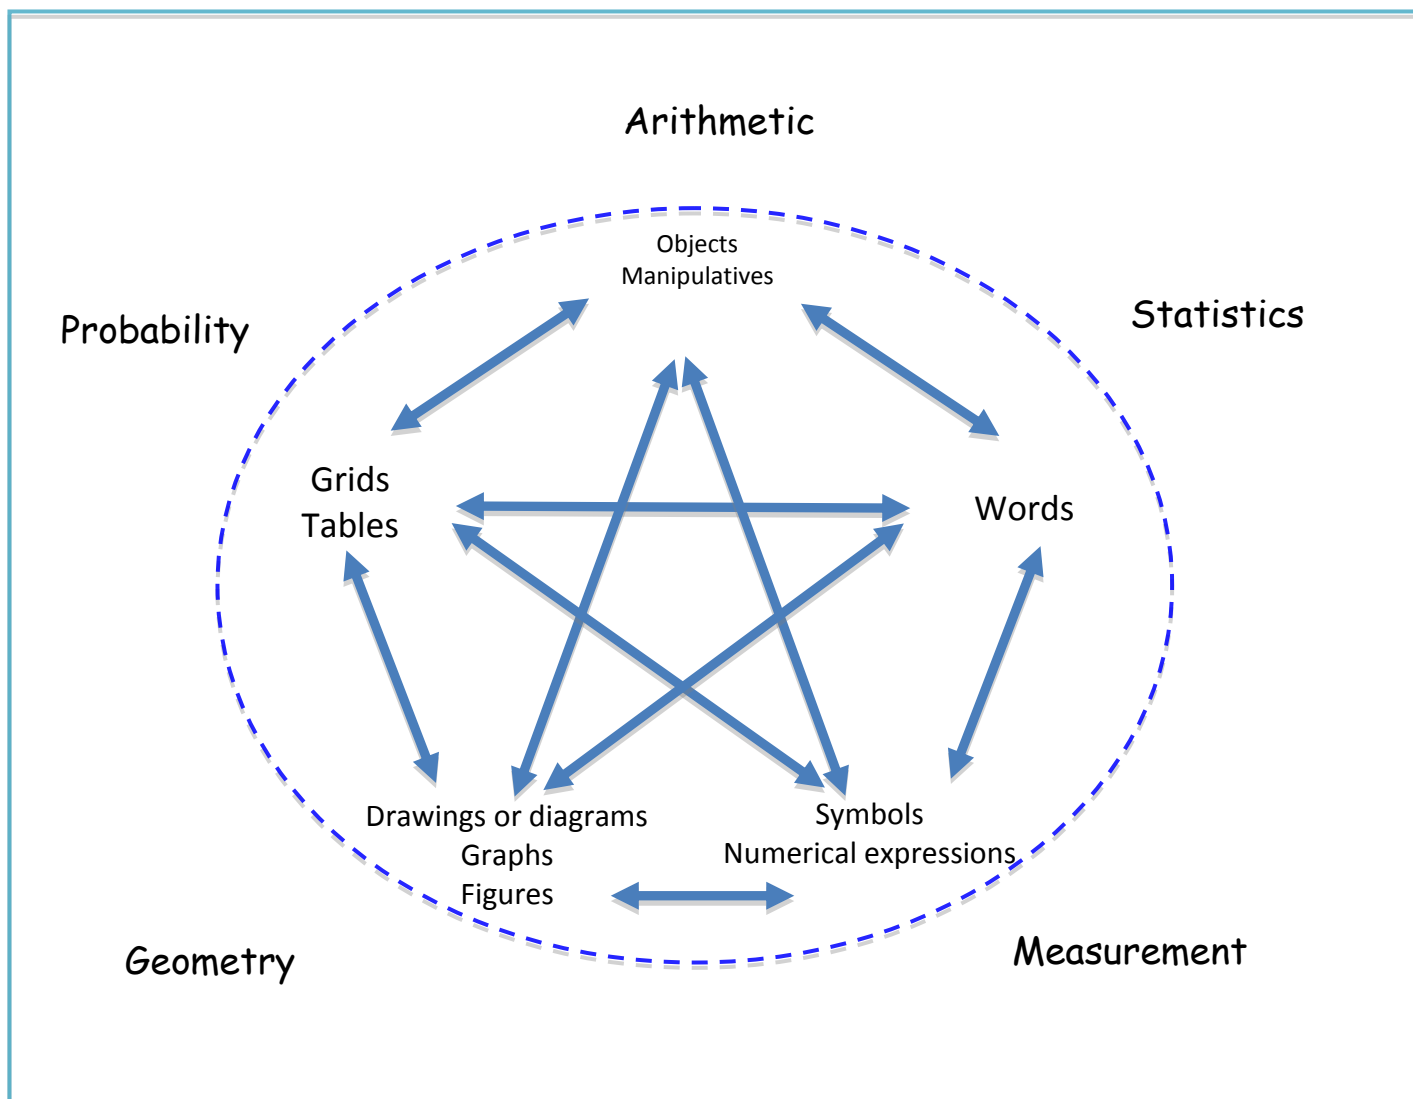 Arithmetic
Objects
Manipulatives
Probability
Statistics
Grids
Tables
Words
Drawings or diagrams
Graphs
Figures
Symbols
Numerical expressions
Geometry
Measurement